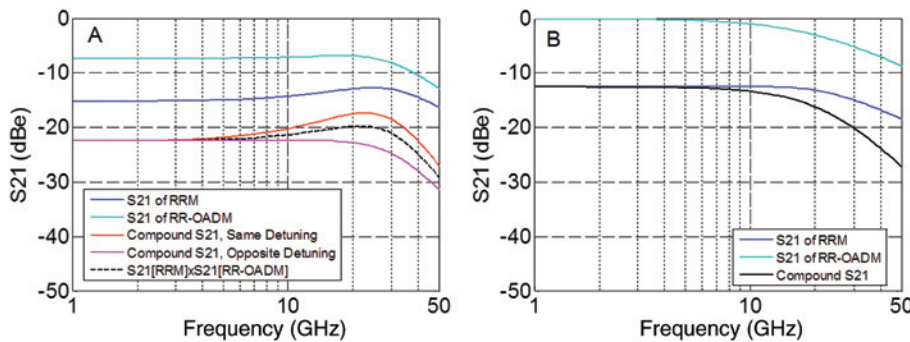 A
0
-10
-20
-30
-40
-50
S21 (dBe)
S21 of RRM
S21 of RR-OADM
Compound S21, Same Detuning
Compound S21, Opposite Detuning
S21[RRM]xS21[RR-OADM]
1
10
50
Frequency (GHz)
B
0
-10
-20
-30
-40
-50
S21 (dBe)
S21 of RRM
S21 of RR-OADM
Compound S21
1
10
50
Frequency (GHz)